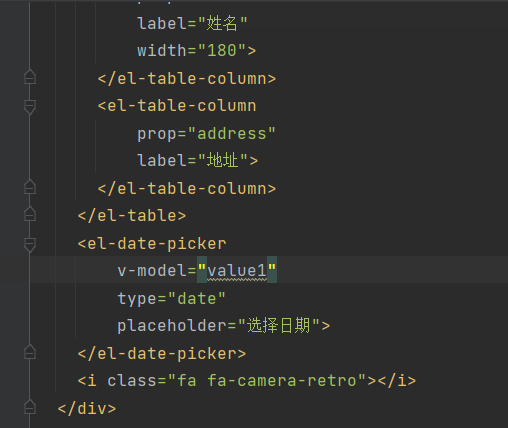 label="姓名"
width="180">
</el-table-column>
<el-table-column
prop="address"
label="地址">
</el-table-column>
</el-table>
<el-date-picker
v-model="value1"
type="date"
placeholder="选择日期">
</el-date-picker>
<i class="fa fa-camera-retro"></i>
</div>